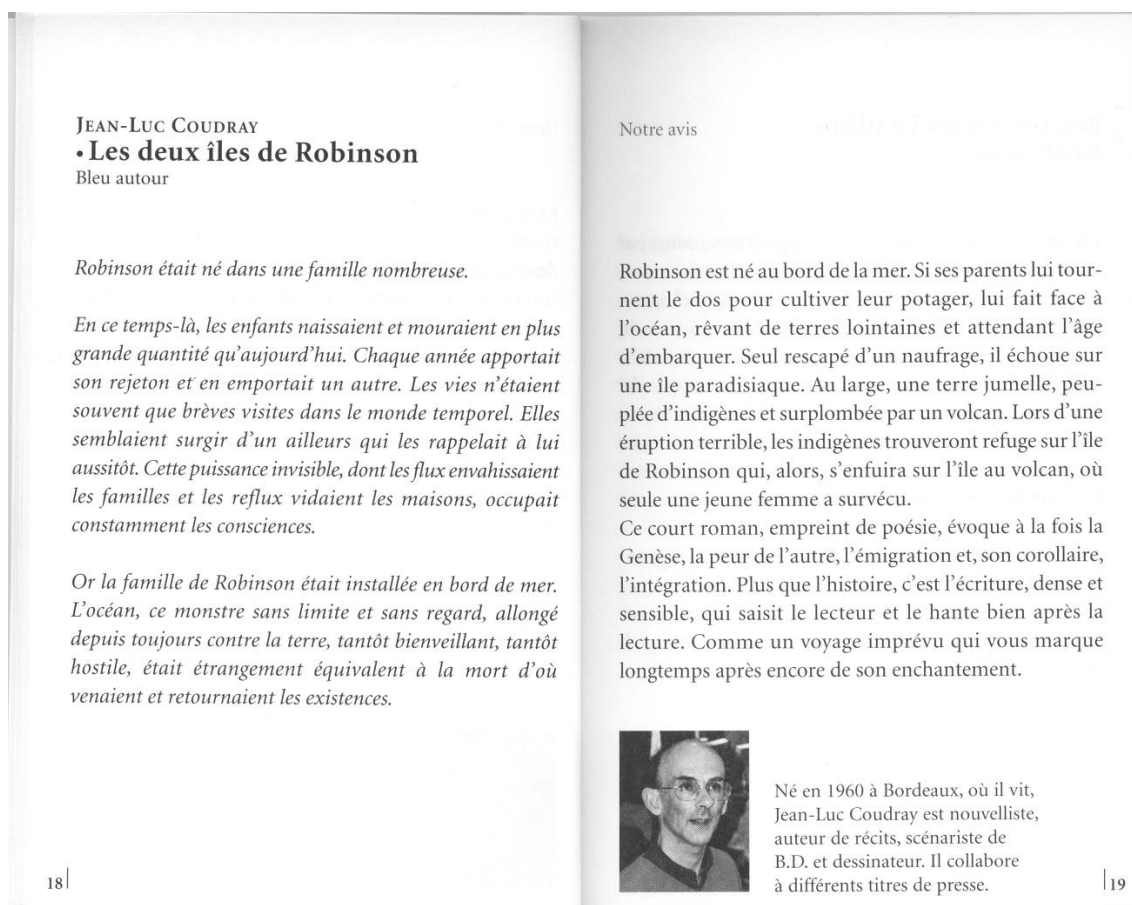 JEAN-LUC COUDRAY
• Les deux îles de Robinson
Bleu autour
Robinson était né dans une famille nombreuse.
En ce temps-là, les enfants naissaient et mouraient en plus
grande quantité qu'aujourd'hui. Chaque année apportait
son rejeton et en emportait un autre. Les vies n'étaient
souvent que brèves visites dans le monde temporel. Elles
semblaient surgir d'un ailleurs qui les rappelait à lui
aussitôt. Cette puissance invisible, dont les flux envahissaient
les familles et les reflux vidaient les maisons, occupait
constamment les consciences.
Or la famille de Robinson était installée en bord de mer.
L'océan, ce monstre sans limite et sans regard, allongé
depuis toujours contre la terre, tantôt bienveillant, tantôt
hostile, était étrangement équivalent à la mort d'où
venaient et retournaient les existences.
18
Notre avis
Robinson est né au bord de la mer. Si ses parents lui tour-
nent le dos pour cultiver leur potager, lui fait face à
l'océan, rêvant de terres lointaines et attendant l'âge
d'embarquer. Seul rescapé d'un naufrage, il échoue sur
une île paradisiaque. Au large, une terre jumelle, peu-
plée d'indigènes et surplombée par un volcan. Lors d'une
éruption terrible, les indigènes trouveront refuge sur l'île
de Robinson qui, alors, s'enfuira sur l'île au volcan, où
seule une jeune femme a survécu.
Ce court roman, empreint de poésie, évoque à la fois la
Genèse, la peur de l'autre, l'émigration et, son corollaire,
l'intégration. Plus que l'histoire, c'est l'écriture, dense et
sensible, qui saisit le lecteur et le hante bien après la
lecture. Comme un voyage imprévu qui vous marque
longtemps après encore de son enchantement.
Né en 1960 à Bordeaux, où il vit,
Jean-Luc Coudray est nouvelliste,
auteur de récits, scénariste de
B.D. et dessinateur. Il collabore
à différents titres de presse.
19